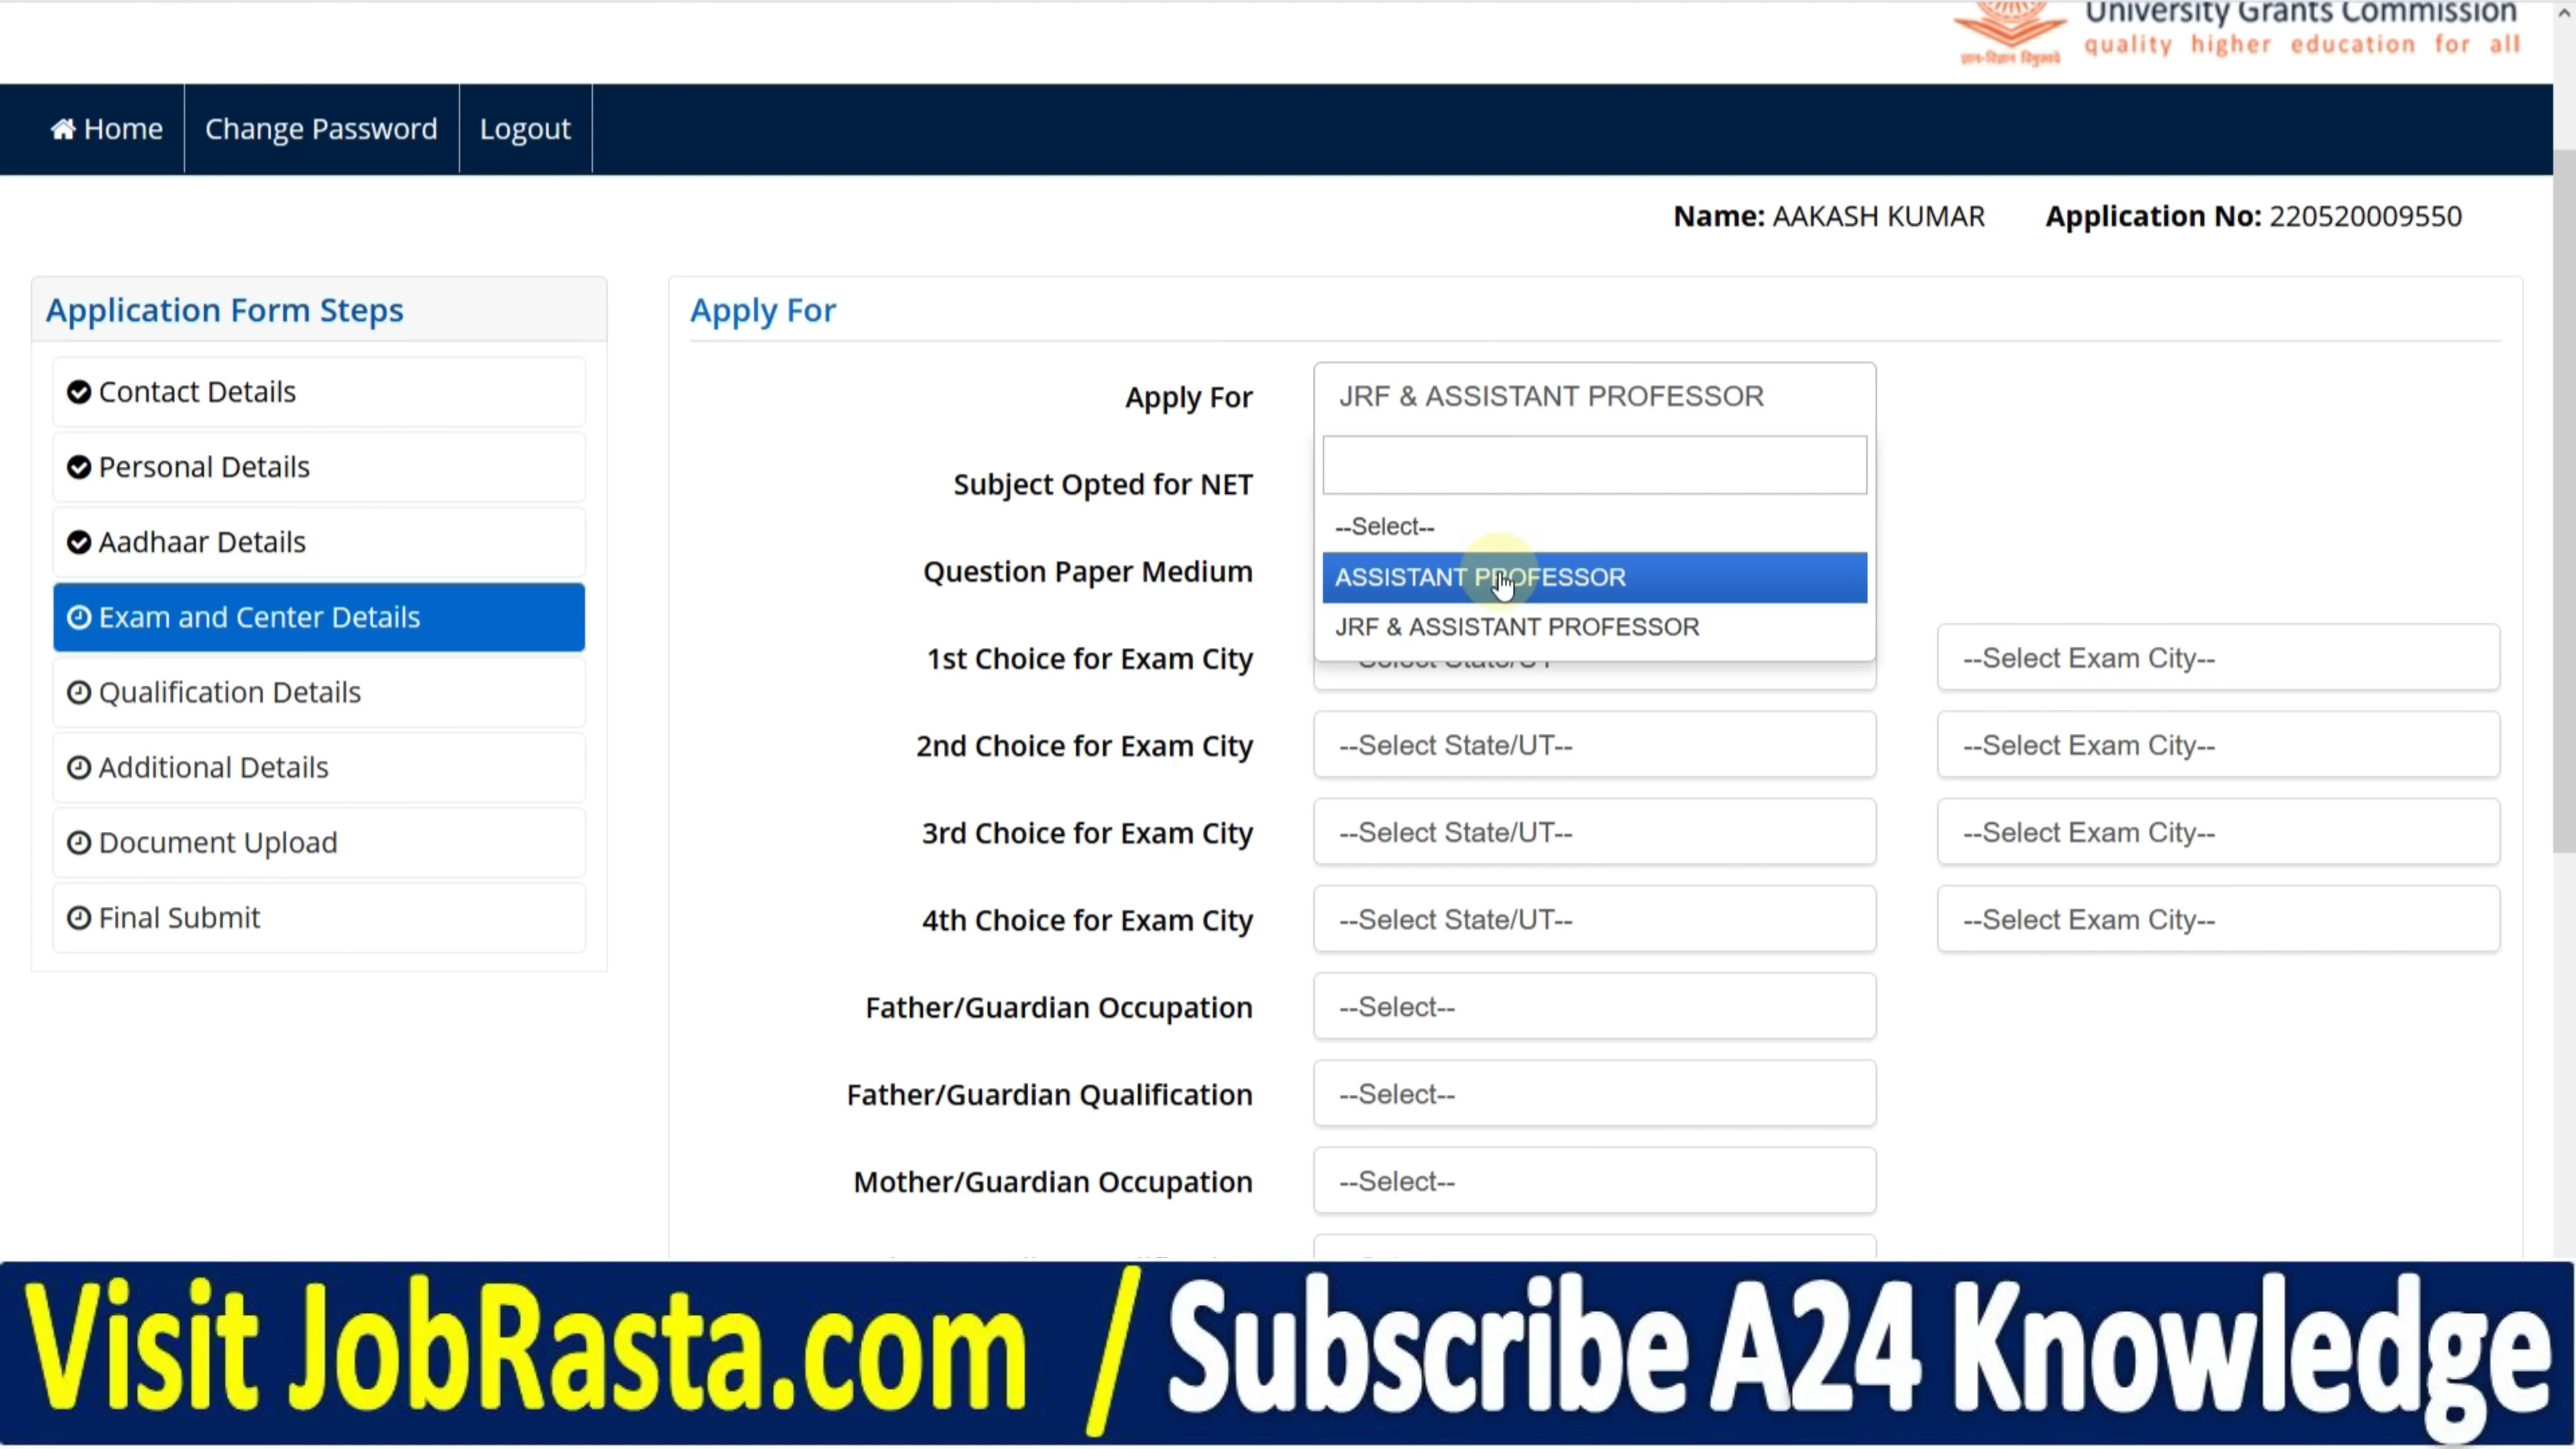 University Grants Commission
quality higher education for all
Home
Change Password
Logout
Name: AAKASH KUMAR
Application No: 220520009550
Application Form Steps
Contact Details
Personal Details
Aadhaar Details
Exam and Center Details
Qualification Details
Additional Details
Document Upload
Final Submit
Apply For
Apply For
JRF & ASSISTANT PROFESSOR
--Select--
ASSISTANT PROFESSOR
JRF & ASSISTANT PROFESSOR
Subject Opted for NET
Question Paper Medium
1st Choice for Exam City
--Select Exam City--
2nd Choice for Exam City
--Select State/UT--
--Select Exam City--
3rd Choice for Exam City
--Select State/UT--
--Select Exam City--
4th Choice for Exam City
--Select State/UT--
--Select Exam City--
Father/Guardian Occupation
--Select--
Father/Guardian Qualification
--Select--
Mother/Guardian Occupation
--Select--
Visit JobRasta.com / Subscribe A24 Knowledge